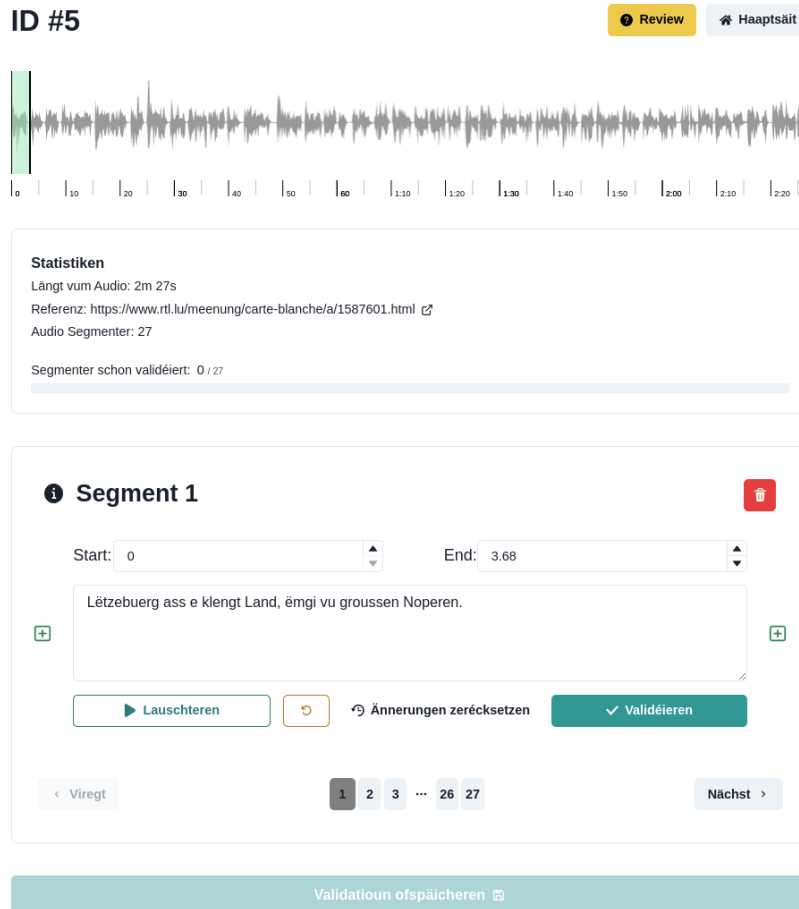 ID #5
Review
Haaptsäit
0 10 20 30 40 50 60 1:10 1:20 1:30 1:40 1:50 2:00 2:10 2:20
Statistiken
Längt vum Audio: 2m 27s
Referenz: https://www.rtl.lu/meenung/carte-blanche/a/1587601.html
Audio Segmenter: 27
Segmenter schon validéiert: 0 / 27
Segment 1
Start: 0 End: 3.68
Lëtzebuerg ass e klengt Land, ëmgi vu groussen Noperen.
Lauschteren Ännerungen zerécksetzen Validéieren
Viregt 1 2 3 ... 26 27 Nächst
Validatioun ofspäicheren